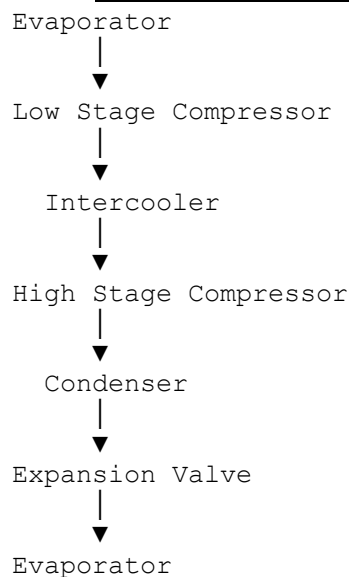 Evaporator
Low Stage Compressor
Intercooler
High Stage Compressor
Condenser
Expansion Valve
Evaporator